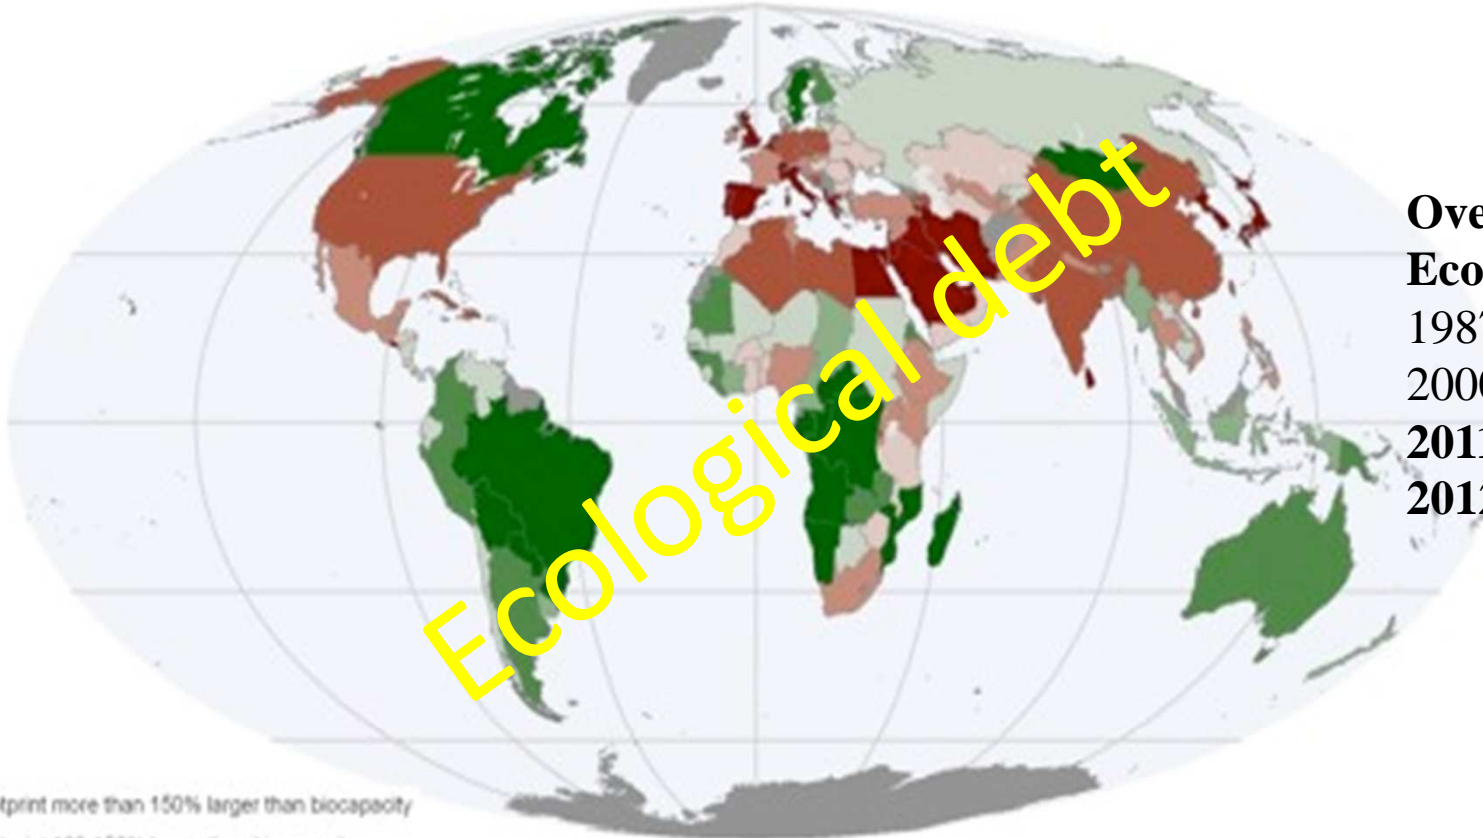 Ecological debt
Ove
Eco
198
200
201
201
tprint more than 150% larger than biocapacity